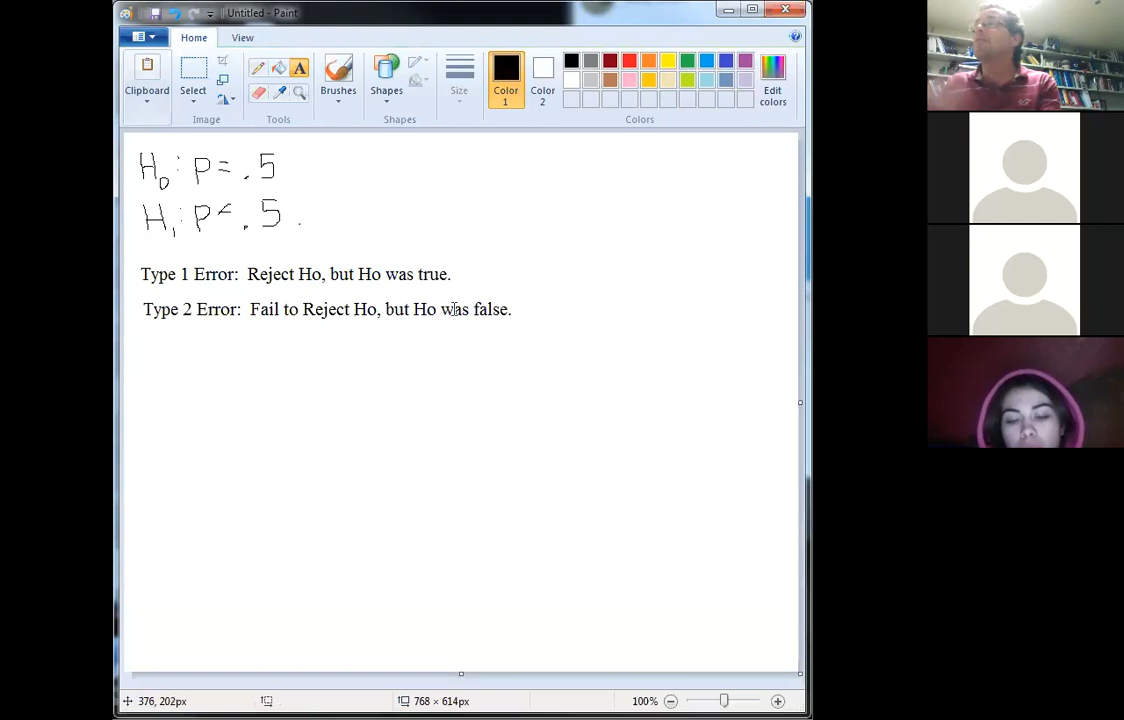 Untitled - Paint
Home View
Clipboard
Select
Image
Tools
Brushes
Shapes
Shapes
Size
Color 1
Color 2
Edit colors
Colors
H₀: P = .5
H₁: P < .5
Type 1 Error: Reject Ho, but Ho was true.
Type 2 Error: Fail to Reject Ho, but Ho was false.
376, 202px
768 × 614px
100%